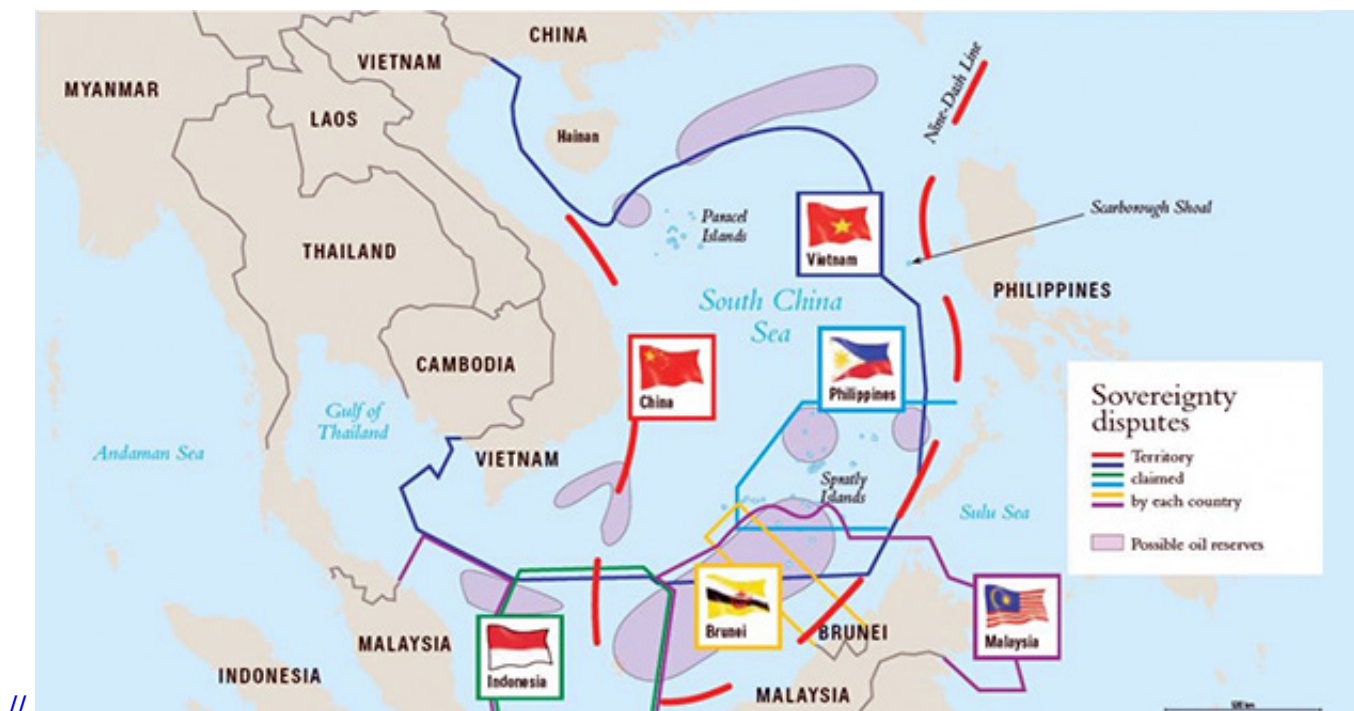 CHINA
VIETNAM
MYANMAR
LAOS
Hainan
Nine-Dash Line
Paracel
Islands
Scarborough Shoal
THAILAND
Vietnam
South China
Sea
PHILIPPINES
CAMBODIA
China
Philippines
Gulf of
Thailand
Andaman Sea
VIETNAM
Spratly
Islands
Sulu Sea
Sovereignty
disputes
Territory
claimed
by each country
Possible oil reserves
MALAYSIA
INDONESIA
Indonesia
Brunei
BRUNEI
Malaysia
MALAYSIA
//